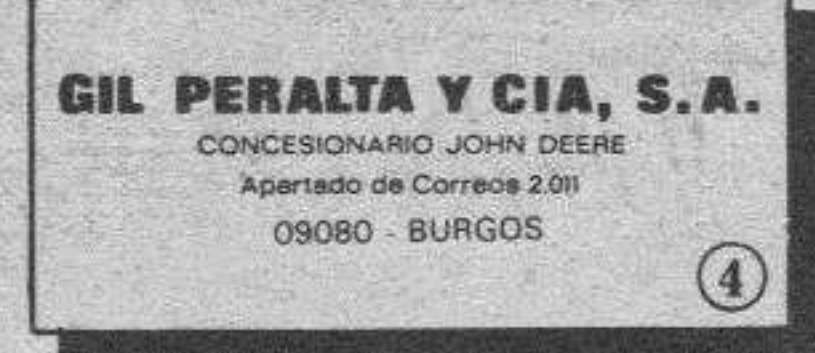 GIL PERALTA Y CIA, S.A.
CONCESIONARIO JOHN DEERE
Apartado de Correos 2.011
09080 - BURGOS
4